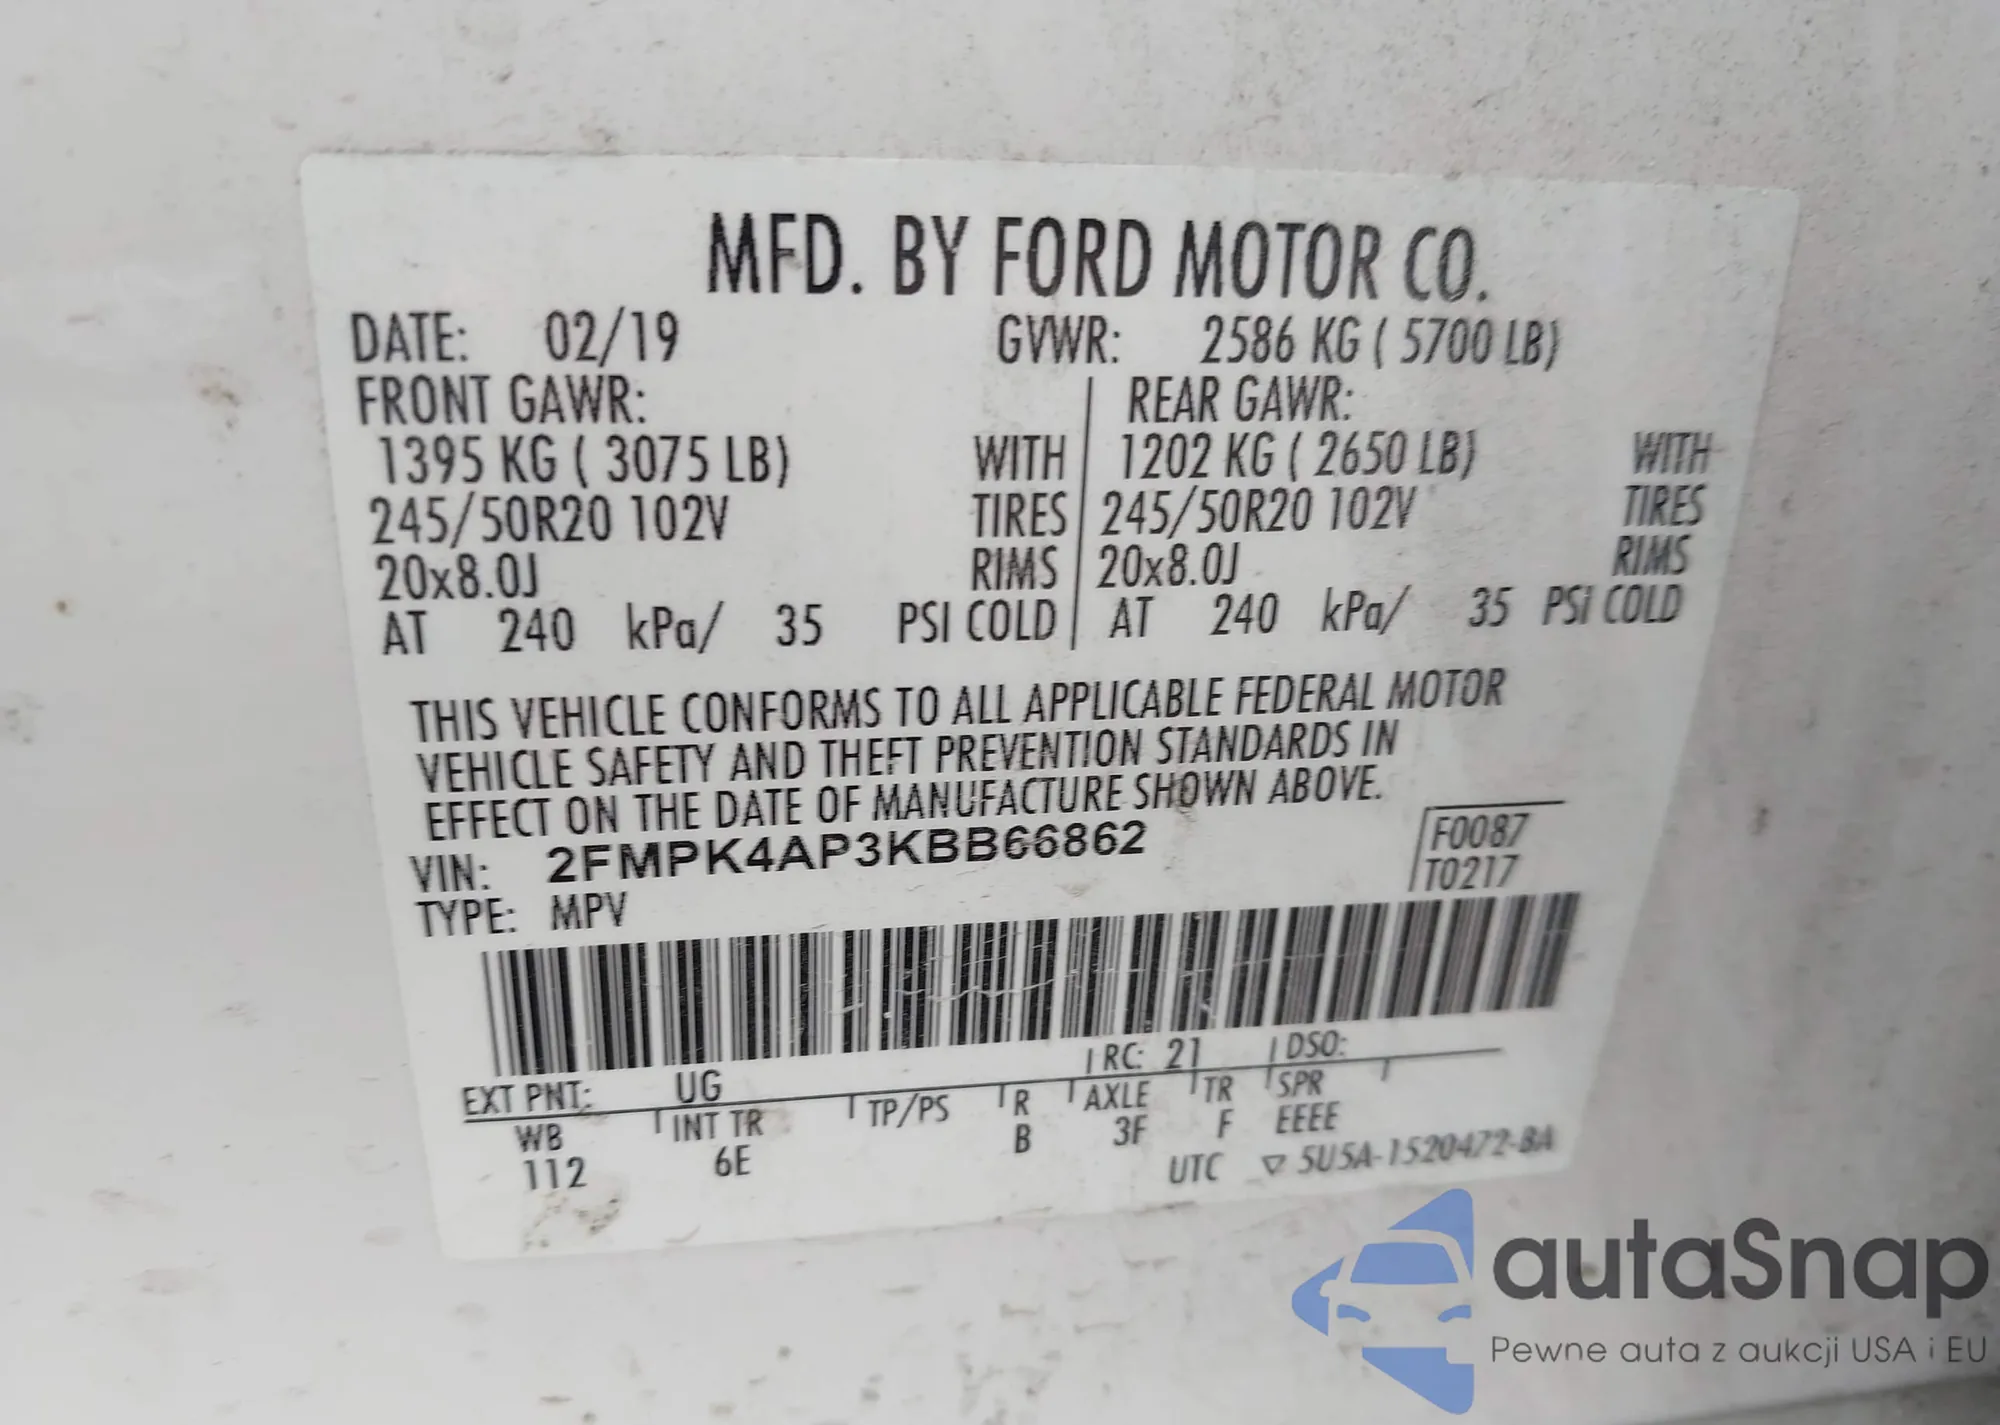 MFD. BY FORD MOTOR CO.
DATE: 02/19 GVWR: 2586 KG ( 5700 LB)
FRONT GAWR: REAR GAWR:
1395 KG ( 3075 LB) WITH 1202 KG ( 2650 LB) WITH
245/50R20 102V TIRES 245/50R20 102V TIRES
20x8.0J RIMS 20x8.0J RIMS
AT 240 kPa/ 35 PSI COLD AT 240 kPa/ 35 PSI COLD
THIS VEHICLE CONFORMS TO ALL APPLICABLE FEDERAL MOTOR
VEHICLE SAFETY AND THEFT PREVENTION STANDARDS IN
EFFECT ON THE DATE OF MANUFACTURE SHOWN ABOVE.
VIN: 2FMPK4AP3KBB66862 F0087
TYPE: MPV T0217
EXT PNT: UG RC: 21 DSO:
WB INT TR TP/PS R AXLE TR SPR
112 6E B 3F F EEEE
UTC ▽ 5U5A-1520472-BA
autaSnap
Pewne auta z aukcji USA i EU